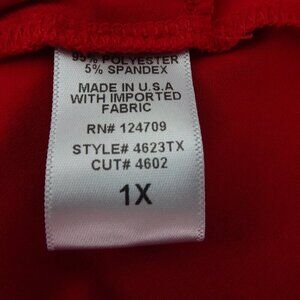 95% POLYESTER
5% SPANDEX
MADE IN U.S.A
WITH IMPORTED
FABRIC
RN# 124709
STYLE# 4623TX
CUT# 4602
1X